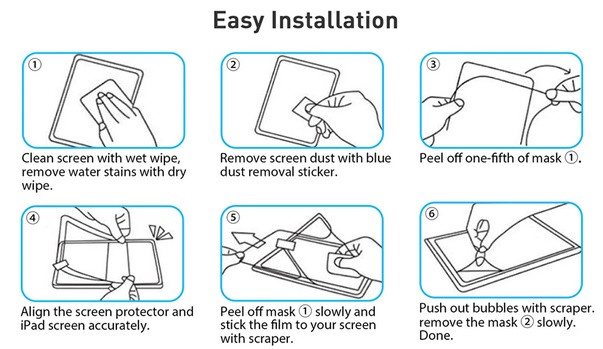 Easy Installation
①
Clean screen with wet wipe,
remove water stains with dry
wipe.
②
Remove screen dust with blue
dust removal sticker.
③
Peel off one-fifth of mask ①.
④
Align the screen protector and
iPad screen accurately.
⑤
Peel off mask ① slowly and
stick the film to your screen
with scraper.
⑥
Push out bubbles with scraper.
remove the mask ② slowly.
Done.